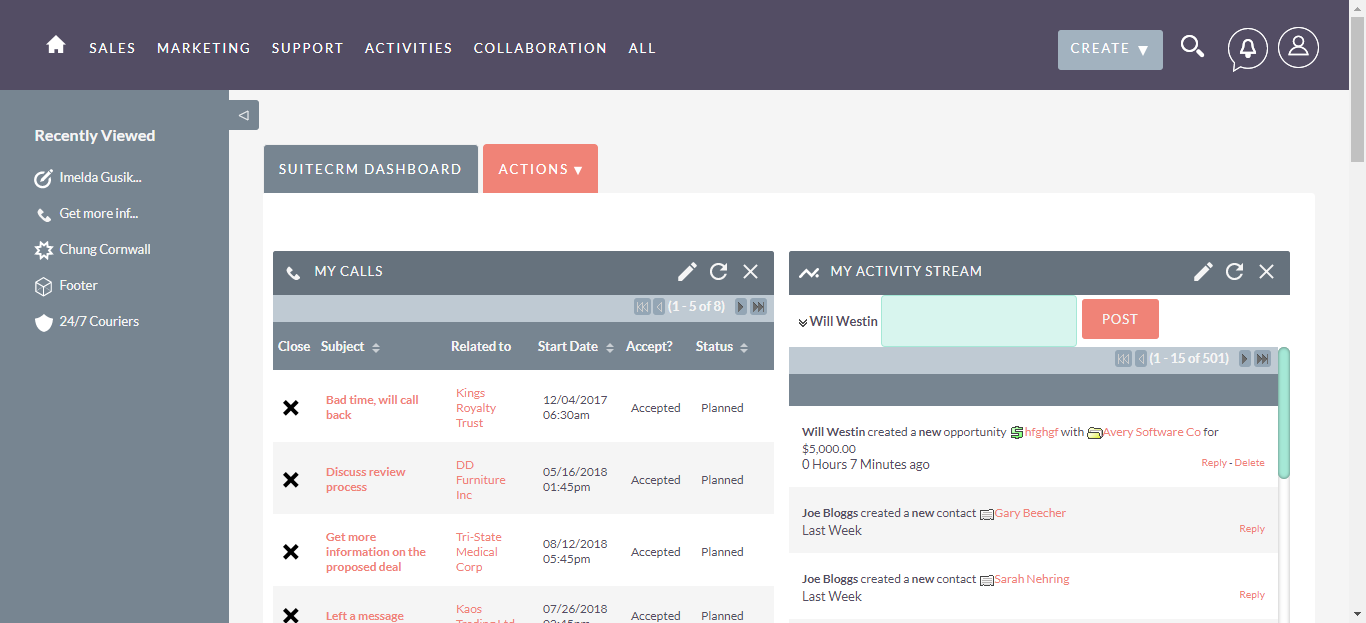 SALES MARKETING SUPPORT ACTIVITIES COLLABORATION ALL CREATE ▼
Recently Viewed
Imelda Gusik...
Get more inf...
Chung Cornwall
Footer
24/7 Couriers
SUITECRM DASHBOARD ACTIONS ▼
MY CALLS
(1 - 5 of 8)
Close Subject Related to Start Date Accept? Status
Bad time, will call
back
Kings
Royalty
Trust
12/04/2017
06:30am
Accepted
Planned
Discuss review
process
DD
Furniture
Inc
05/16/2018
01:45pm
Accepted
Planned
Get more
information on the
proposed deal
Tri-State
Medical
Corp
08/12/2018
05:45pm
Accepted
Planned
Left a message
Kaos
07/26/2018
Accepted
Planned
MY ACTIVITY STREAM
Will Westin POST
(1 - 15 of 501)
Will Westin created a new opportunity hfghgf with Avery Software Co for
$5,000.00
0 Hours 7 Minutes ago
Reply - Delete
Joe Bloggs created a new contact Gary Beecher
Last Week
Reply
Joe Bloggs created a new contact Sarah Nehring
Last Week
Reply